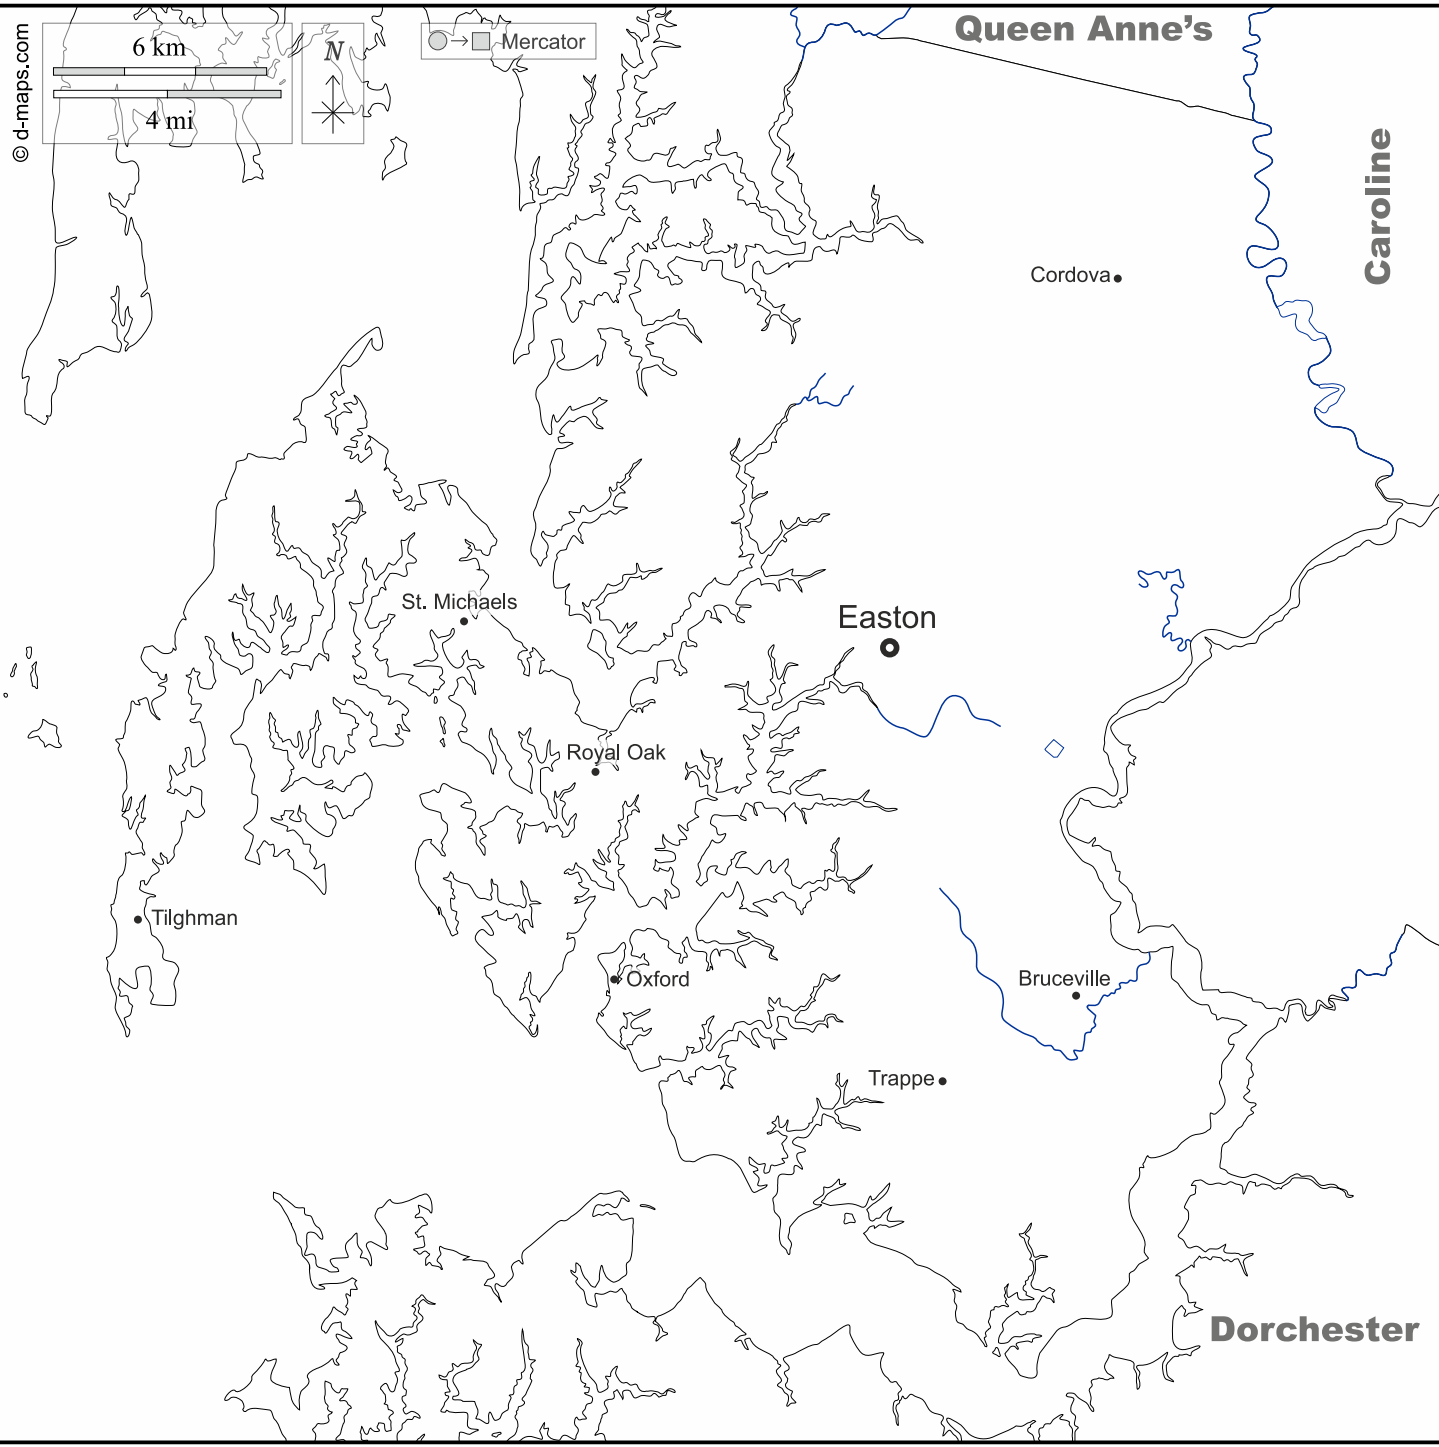 © d-maps.com
6 km
4 mi
N
Mercator
Queen Anne's
Caroline
Cordova
St. Michaels
Easton
Royal Oak
Tilghman
Oxford
Bruceville
Trappe
Dorchester